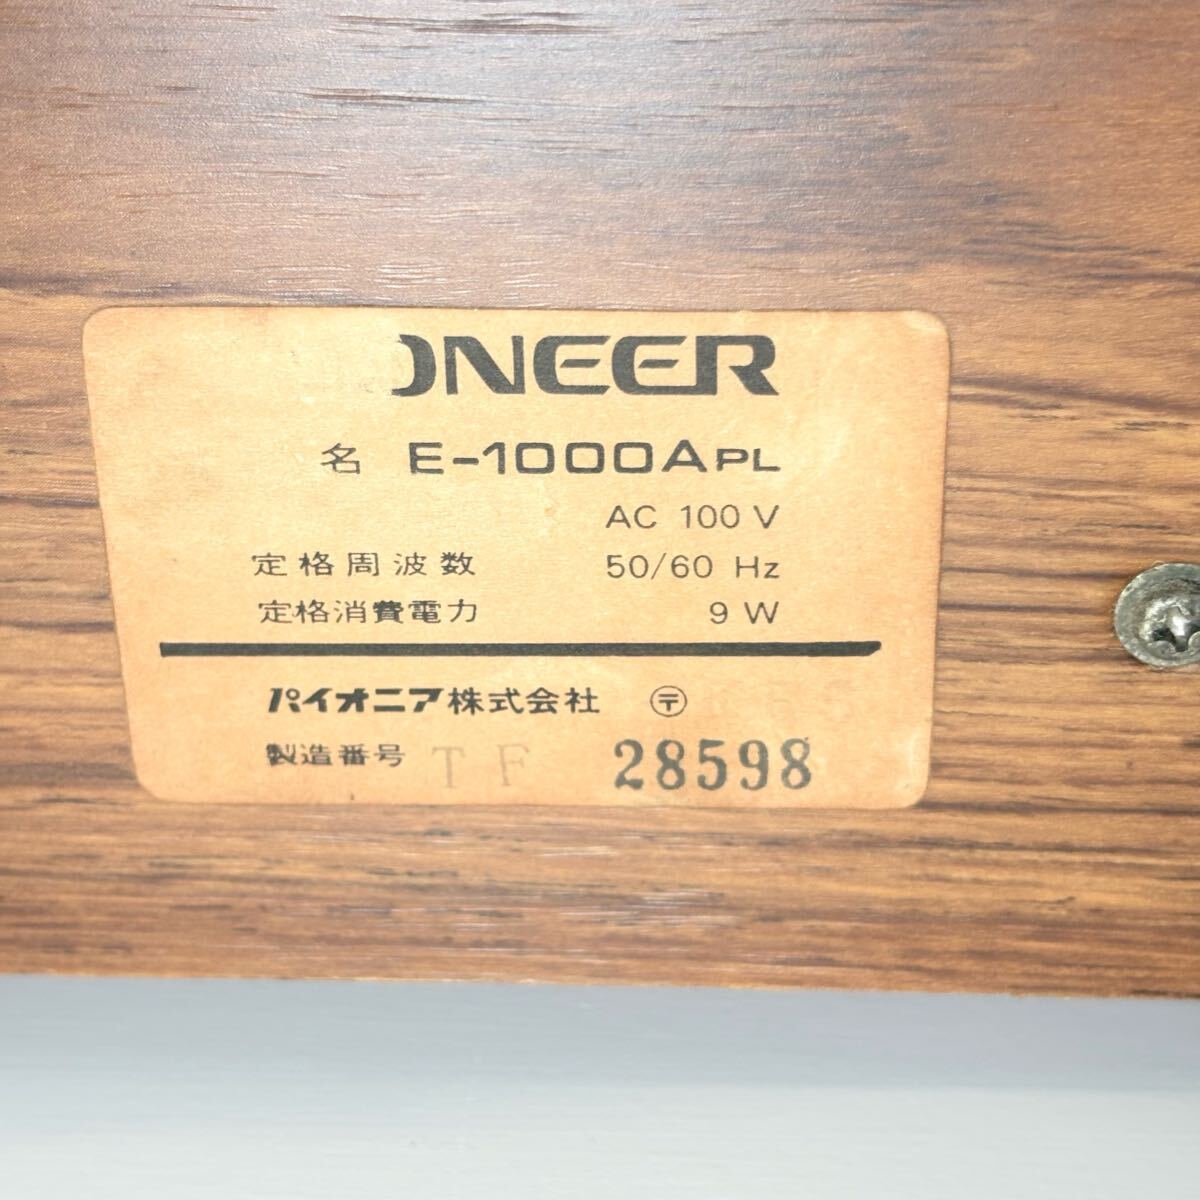 ONEER
名 E-1000APL
AC 100 V
定格周波数 50/60 Hz
定格消費電力 9 W
パイオニア株式会社 〒
製造番号 TF 28598